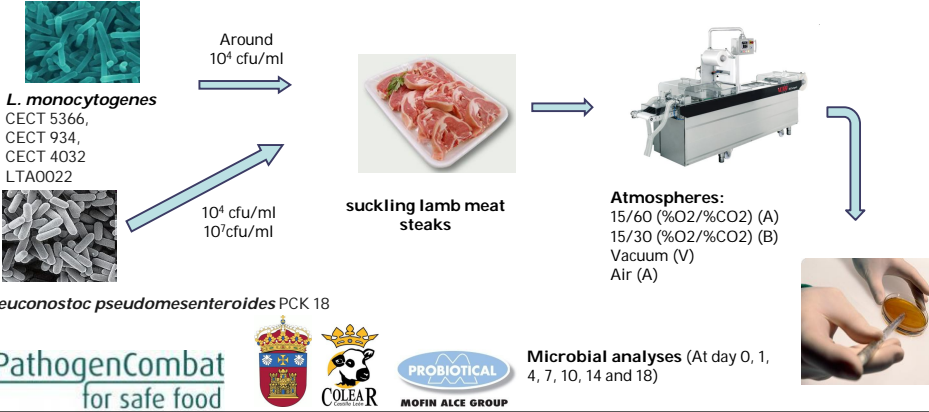 Around
10⁴ cfu/ml
L. monocytogenes
CECT 5366,
CECT 934,
CECT 4032
LTA0022
10⁴ cfu/ml
10⁷cfu/ml
suckling lamb meat
steaks
Atmospheres:
15/60 (%O2/%CO2) (A)
15/30 (%O2/%CO2) (B)
Vacuum (V)
Air (A)
euconostoc pseudomesenteroides PCK 18
PathogenCombat
for safe food
COLEAR
Castilla León
PROBIOTICAL
MOFIN ALCE GROUP
Microbial analyses (At day 0, 1,
4, 7, 10, 14 and 18)